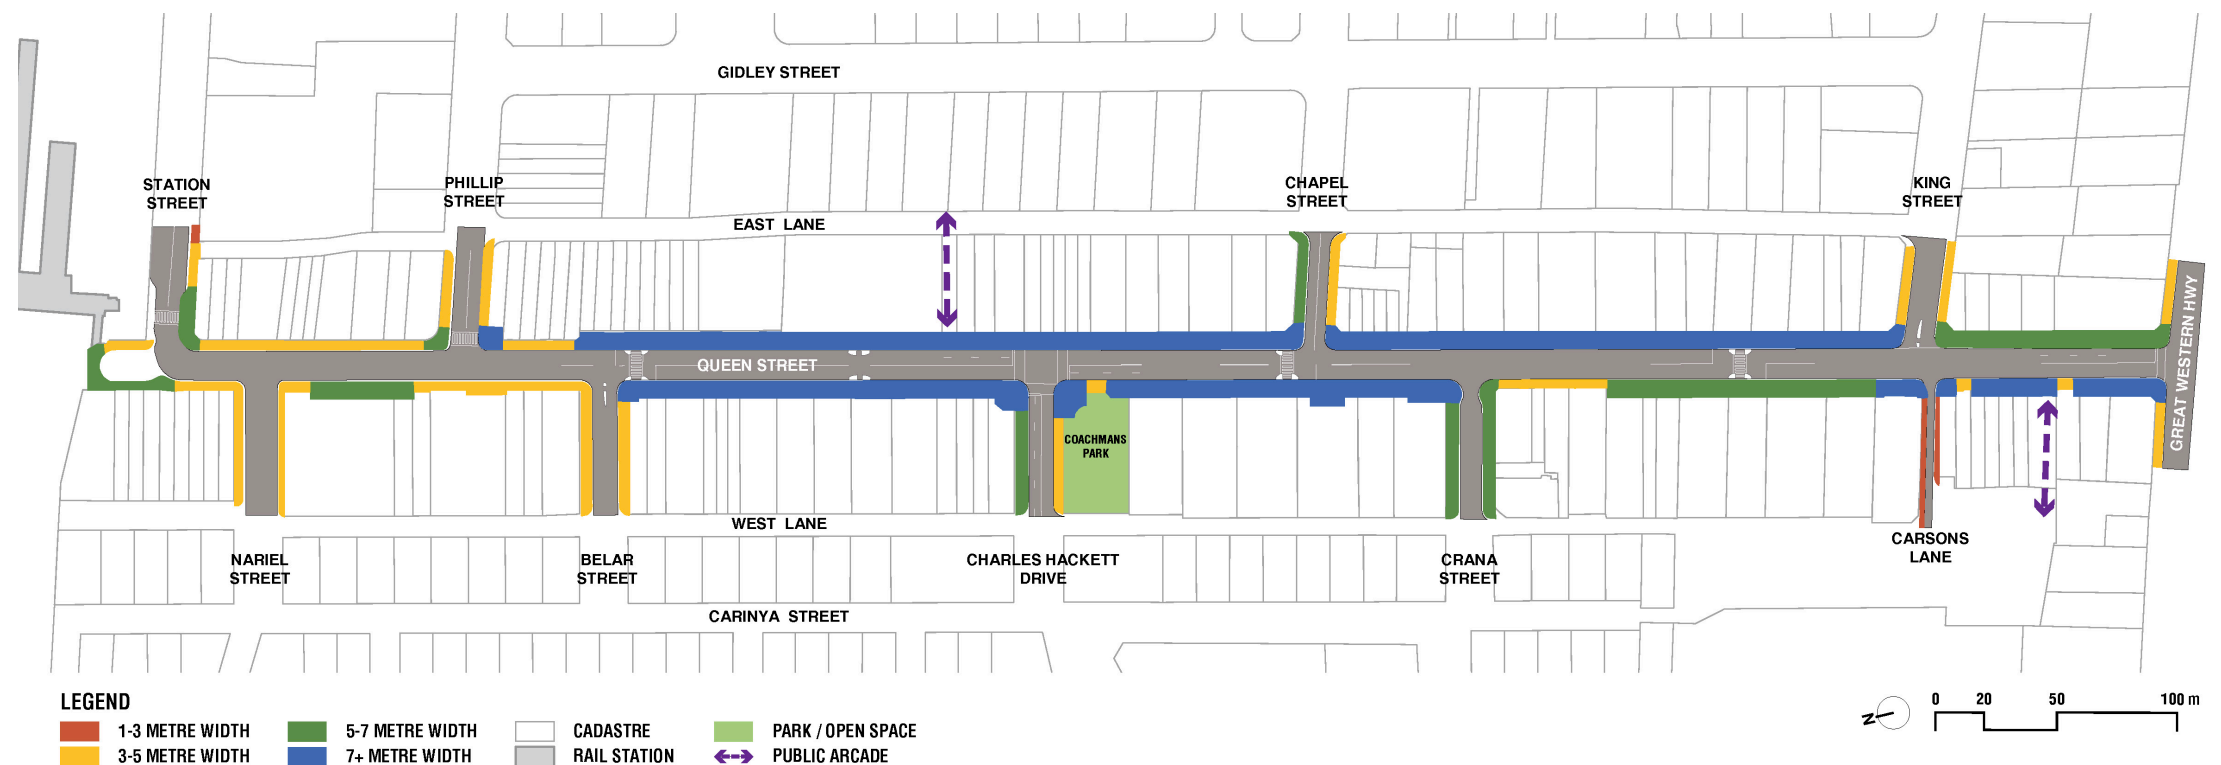 GIDLEY STREET
STATION
STREET
PHILLIP
STREET
CHAPEL
STREET
KING
STREET
EAST LANE
QUEEN STREET
GREAT WESTERN HWY
COACHMANS
PARK
WEST LANE
NARIEL
STREET
BELAR
STREET
CHARLES HACKETT
DRIVE
CRANA
STREET
CARSONS
LANE
CARINYA STREET
LEGEND
1-3 METRE WIDTH
3-5 METRE WIDTH
5-7 METRE WIDTH
7+ METRE WIDTH
CADASTRE
RAIL STATION
PARK / OPEN SPACE
PUBLIC ARCADE
N
0 20 50 100 m